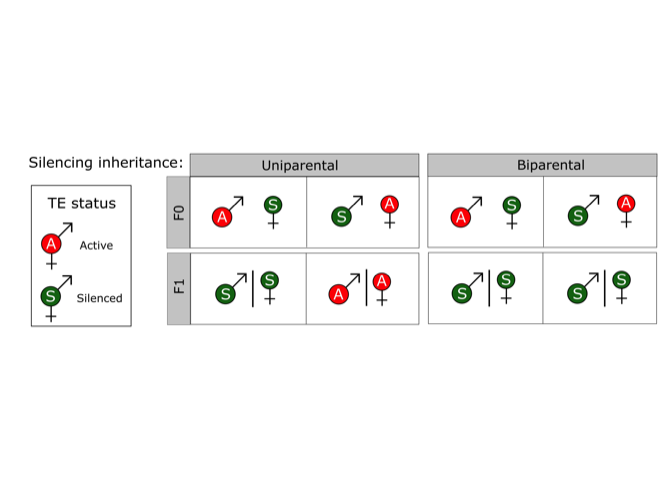 Silencing inheritance: Uniparental Biparental
TE status
A Active
S Silenced
F0 A S S A A S S A
F1 S S A A S S S S